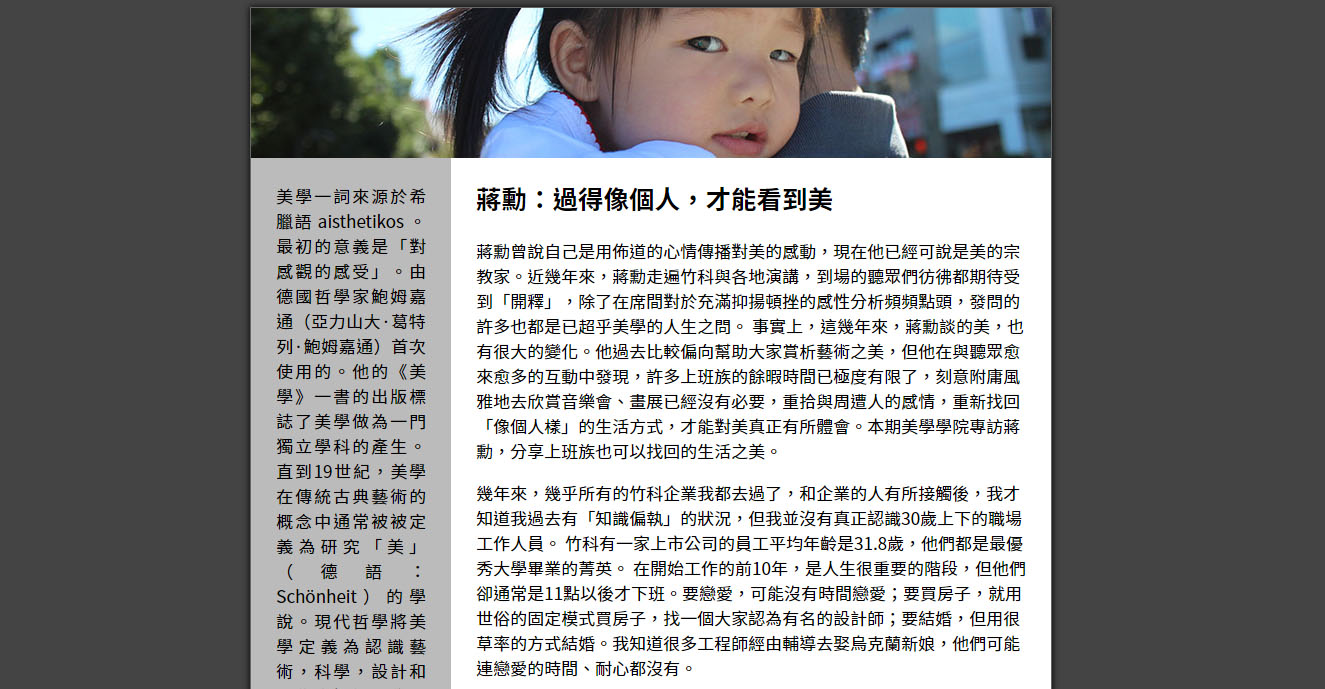 美學一詞來源於希
臘語 aisthetikos 。
最初的意義是「對
感觀的感受」。由
德國哲學家鮑姆嘉
通（亞力山大·葛特
列·鮑姆嘉通）首次
使用的。他的《美
學》一書的出版標
誌了美學做為一門
獨立學科的產生。
直到19世紀，美學
在傳統古典藝術的
概念中通常被被定
義為研究「美」
（德語：
Schönheit）的學
說。現代哲學將美
學定義為認識藝
術，科學，設計和
蔣勳：過得像個人，才能看到美
蔣勳曾說自己是用佈道的心情傳播對美的感動，現在他已經可說是美的宗
教家。近幾年來，蔣勳走遍竹科與各地演講，到場的聽眾們彷彿都期待受
到「開釋」，除了在席間對於充滿抑揚頓挫的感性分析頻頻點頭，發問的
許多也都是已超乎美學的人生之問。 事實上，這幾年來，蔣勳談的美，也
有很大的變化。他過去比較偏向幫助大家賞析藝術之美，但他在與聽眾愈
來愈多的互動中發現，許多上班族的餘暇時間已極度有限了，刻意附庸風
雅地去欣賞音樂會、畫展已經沒有必要，重拾與周遭人的感情，重新找回
「像個人樣」的生活方式，才能對美真正有所體會。本期美學學院專訪蔣
勳，分享上班族也可以找回的生活之美。
幾年來，幾乎所有的竹科企業我都去過了，和企業的人有所接觸後，我才
知道我過去有「知識偏執」的狀況，但我並沒有真正認識30歲上下的職場
工作人員。 竹科有一家上市公司的員工平均年齡是31.8歲，他們都是最優
秀大學畢業的菁英。 在開始工作的前10年，是人生很重要的階段，但他們
卻通常是11點以後才下班。要戀愛，可能沒有時間戀愛；要買房子，就用
世俗的固定模式買房子，找一個大家認為有名的設計師；要結婚，但用很
草率的方式結婚。我知道很多工程師經由輔導去娶烏克蘭新娘，他們可能
連戀愛的時間、耐心都沒有。